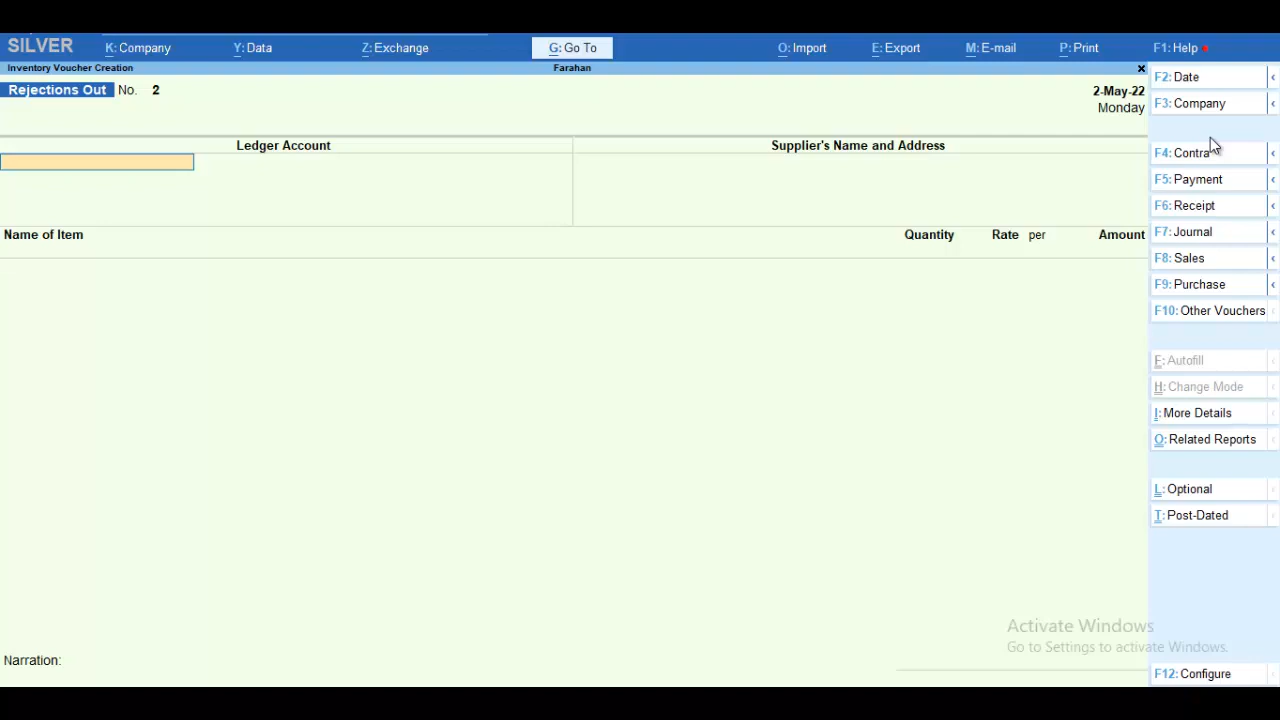 SILVER K: Company Y: Data Z: Exchange G: Go To O: Import E: Export M: E-mail P: Print F1: Help
Inventory Voucher Creation Farahan
Rejections Out No. 2 2-May-22
Monday
Ledger Account Supplier's Name and Address
Name of Item Quantity Rate per Amount
Narration:
F2: Date
F3: Company
F4: Contra
F5: Payment
F6: Receipt
F7: Journal
F8: Sales
F9: Purchase
F10: Other Vouchers
F: Autofill
H: Change Mode
I: More Details
O: Related Reports
L: Optional
T: Post-Dated
Activate Windows
Go to Settings to activate Windows.
F12: Configure